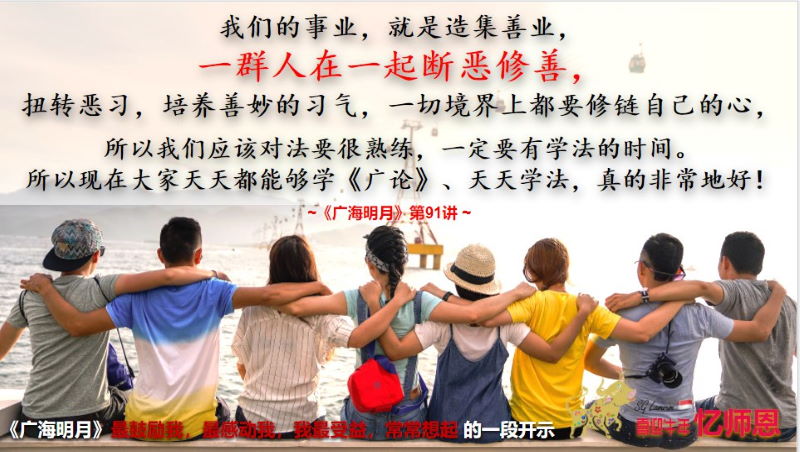 我们的事业，就是造集善业，
一群人在一起断恶修善，
扭转恶习，培养善妙的习气，一切境界上都要修链自己的心，
所以我们应该对法要很熟练，一定要有学法的时间。
所以现在大家天天都能够学《广论》、天天学法，真的非常地好！
~《广海明月》第91讲 ~
《广海明月》最鼓励我，最感动我，我最受益，常常想起 的一段开示
忆师恩